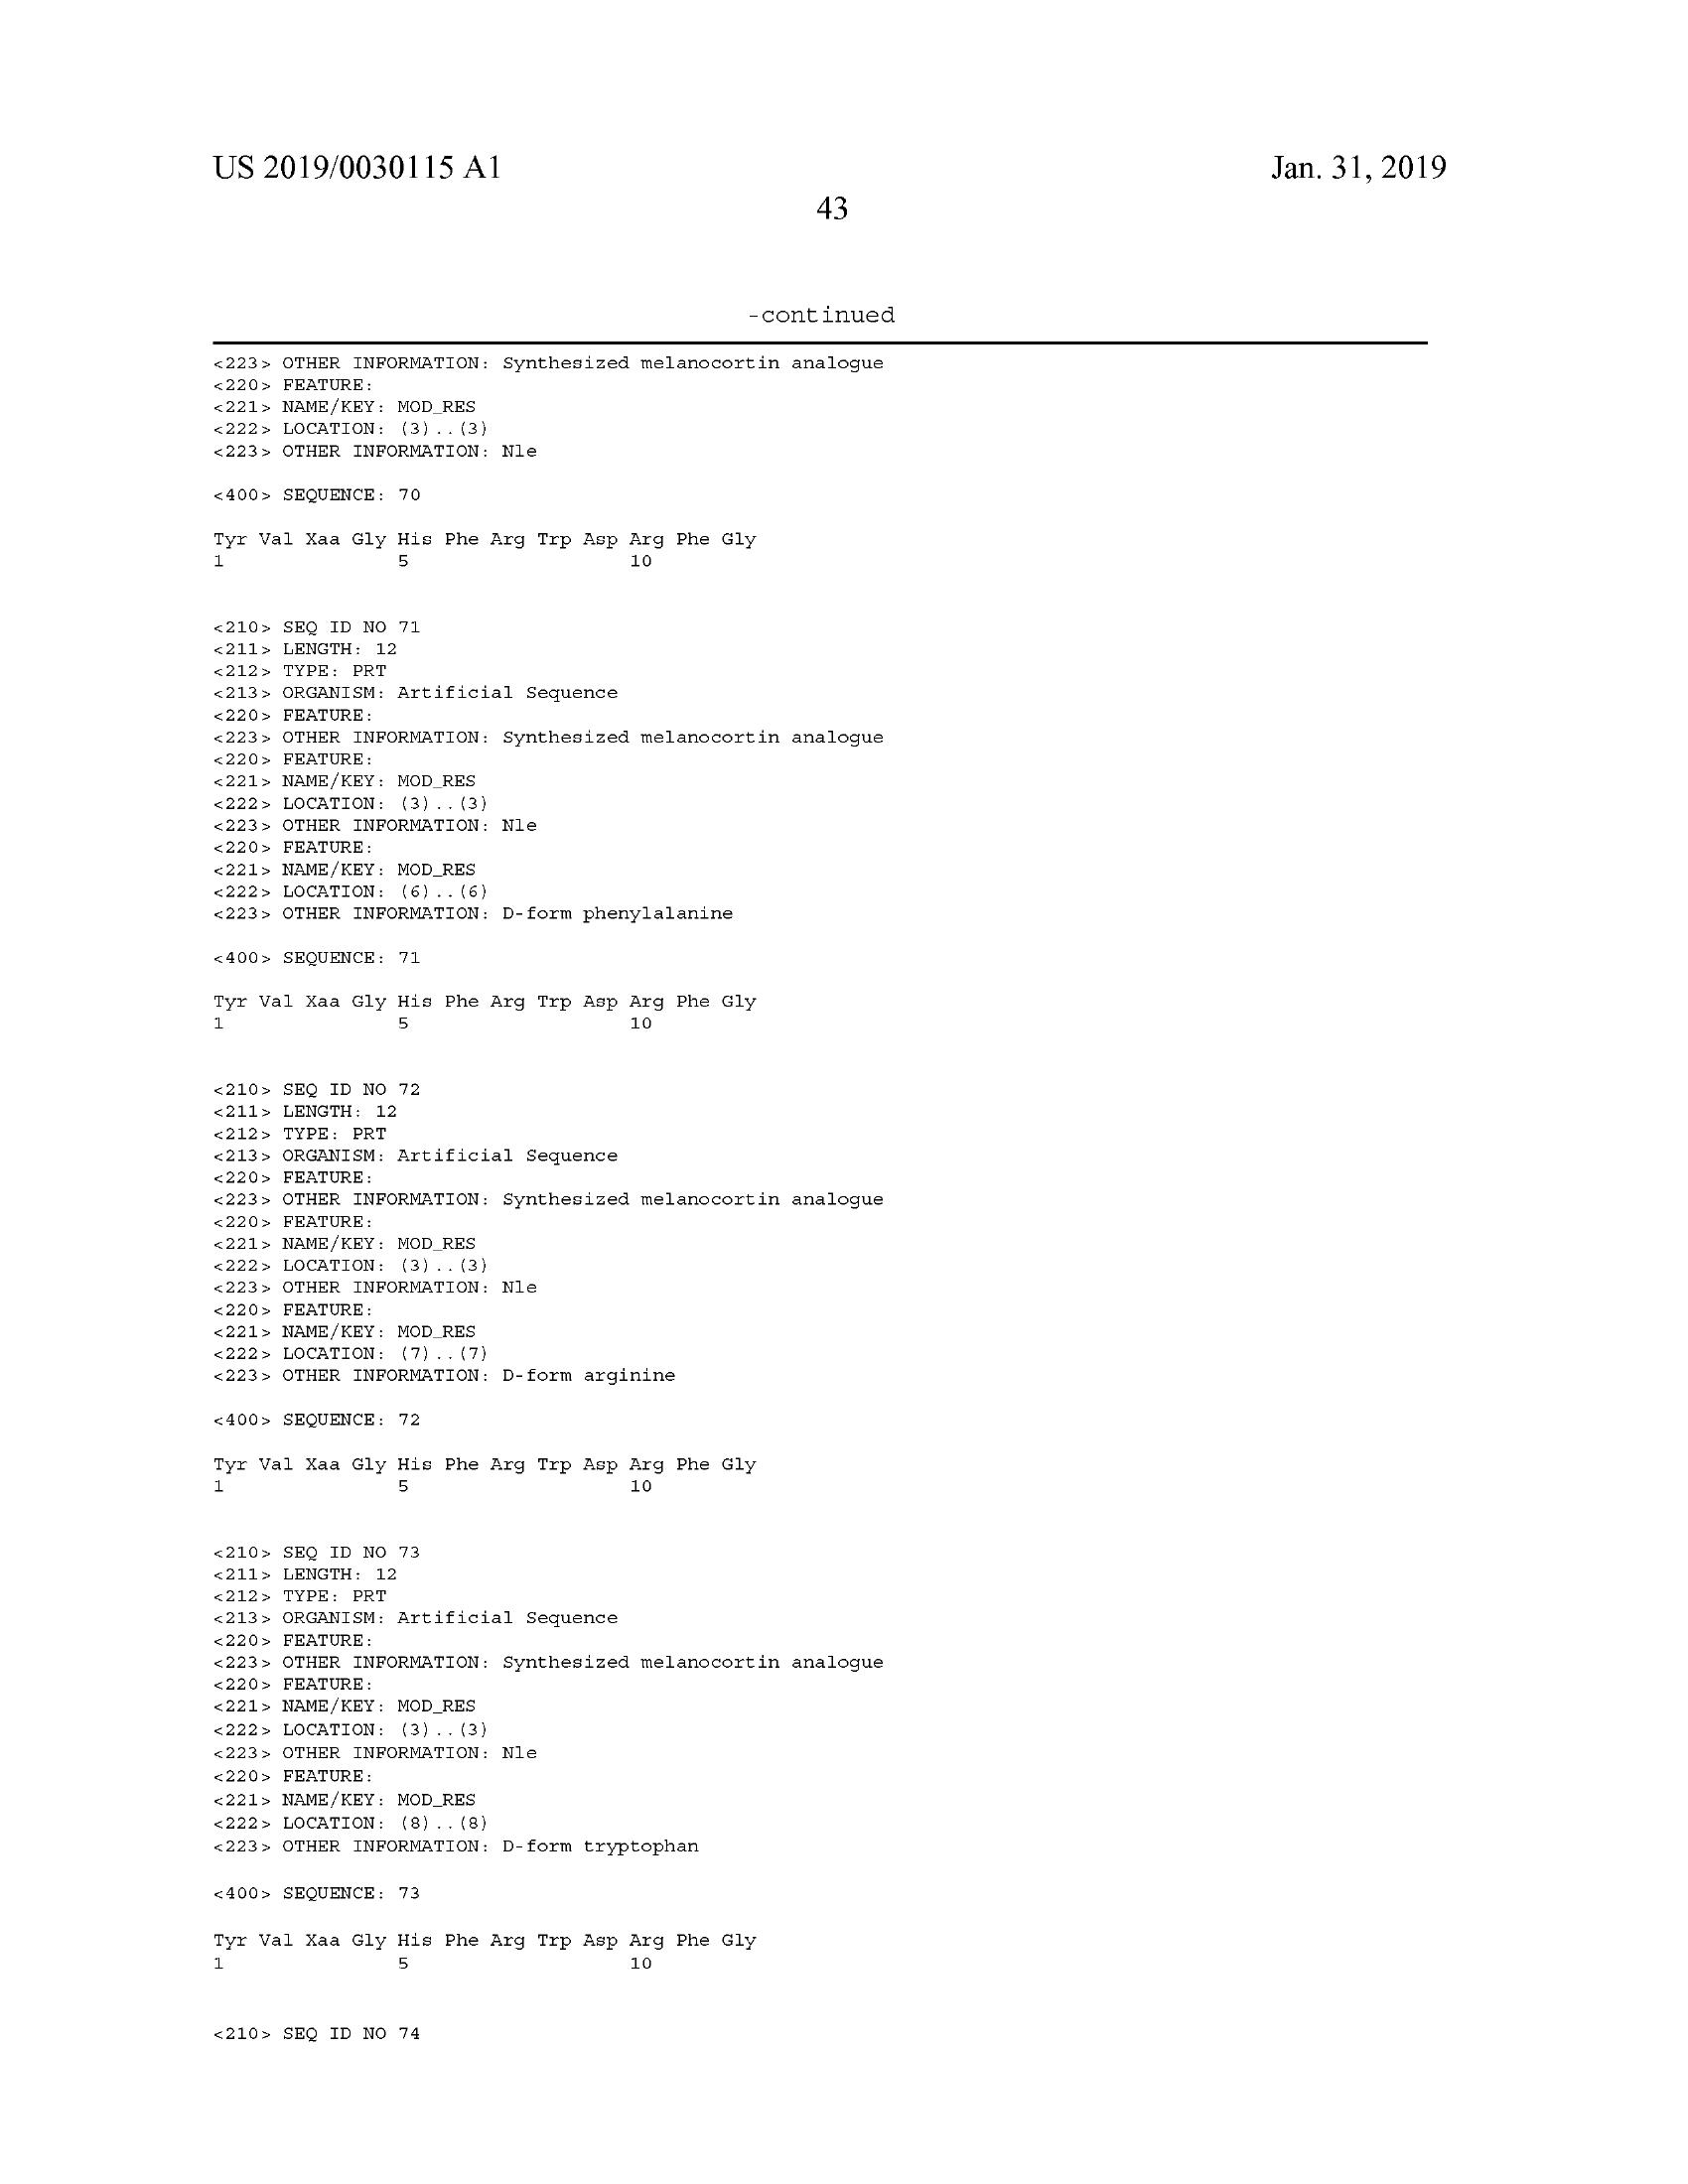 US 2019/0030115 A1
Jan. 31, 2019
43
-continued
<223> OTHER INFORMATION: Synthesized melanocortin analogue
<220> FEATURE:
<221> NAME/KEY: MOD_RES
<222> LOCATION: (3)..(3)
<223> OTHER INFORMATION: Nle
<400> SEQUENCE: 70
Tyr Val Xaa Gly His Phe Arg Trp Asp Arg Phe Gly
1 5 10
<210> SEQ ID NO 71
<211> LENGTH: 12
<212> TYPE: PRT
<213> ORGANISM: Artificial Sequence
<220> FEATURE:
<223> OTHER INFORMATION: Synthesized melanocortin analogue
<220> FEATURE:
<221> NAME/KEY: MOD_RES
<222> LOCATION: (3)..(3)
<223> OTHER INFORMATION: Nle
<220> FEATURE:
<221> NAME/KEY: MOD_RES
<222> LOCATION: (6)..(6)
<223> OTHER INFORMATION: D-form phenylalanine
<400> SEQUENCE: 71
Tyr Val Xaa Gly His Phe Arg Trp Asp Arg Phe Gly
1 5 10
<210> SEQ ID NO 72
<211> LENGTH: 12
<212> TYPE: PRT
<213> ORGANISM: Artificial Sequence
<220> FEATURE:
<223> OTHER INFORMATION: Synthesized melanocortin analogue
<220> FEATURE:
<221> NAME/KEY: MOD_RES
<222> LOCATION: (3)..(3)
<223> OTHER INFORMATION: Nle
<220> FEATURE:
<221> NAME/KEY: MOD_RES
<222> LOCATION: (7)..(7)
<223> OTHER INFORMATION: D-form arginine
<400> SEQUENCE: 72
Tyr Val Xaa Gly His Phe Arg Trp Asp Arg Phe Gly
1 5 10
<210> SEQ ID NO 73
<211> LENGTH: 12
<212> TYPE: PRT
<213> ORGANISM: Artificial Sequence
<220> FEATURE:
<223> OTHER INFORMATION: Synthesized melanocortin analogue
<220> FEATURE:
<221> NAME/KEY: MOD_RES
<222> LOCATION: (3)..(3)
<223> OTHER INFORMATION: Nle
<220> FEATURE:
<221> NAME/KEY: MOD_RES
<222> LOCATION: (8)..(8)
<223> OTHER INFORMATION: D-form tryptophan
<400> SEQUENCE: 73
Tyr Val Xaa Gly His Phe Arg Trp Asp Arg Phe Gly
1 5 10
<210> SEQ ID NO 74